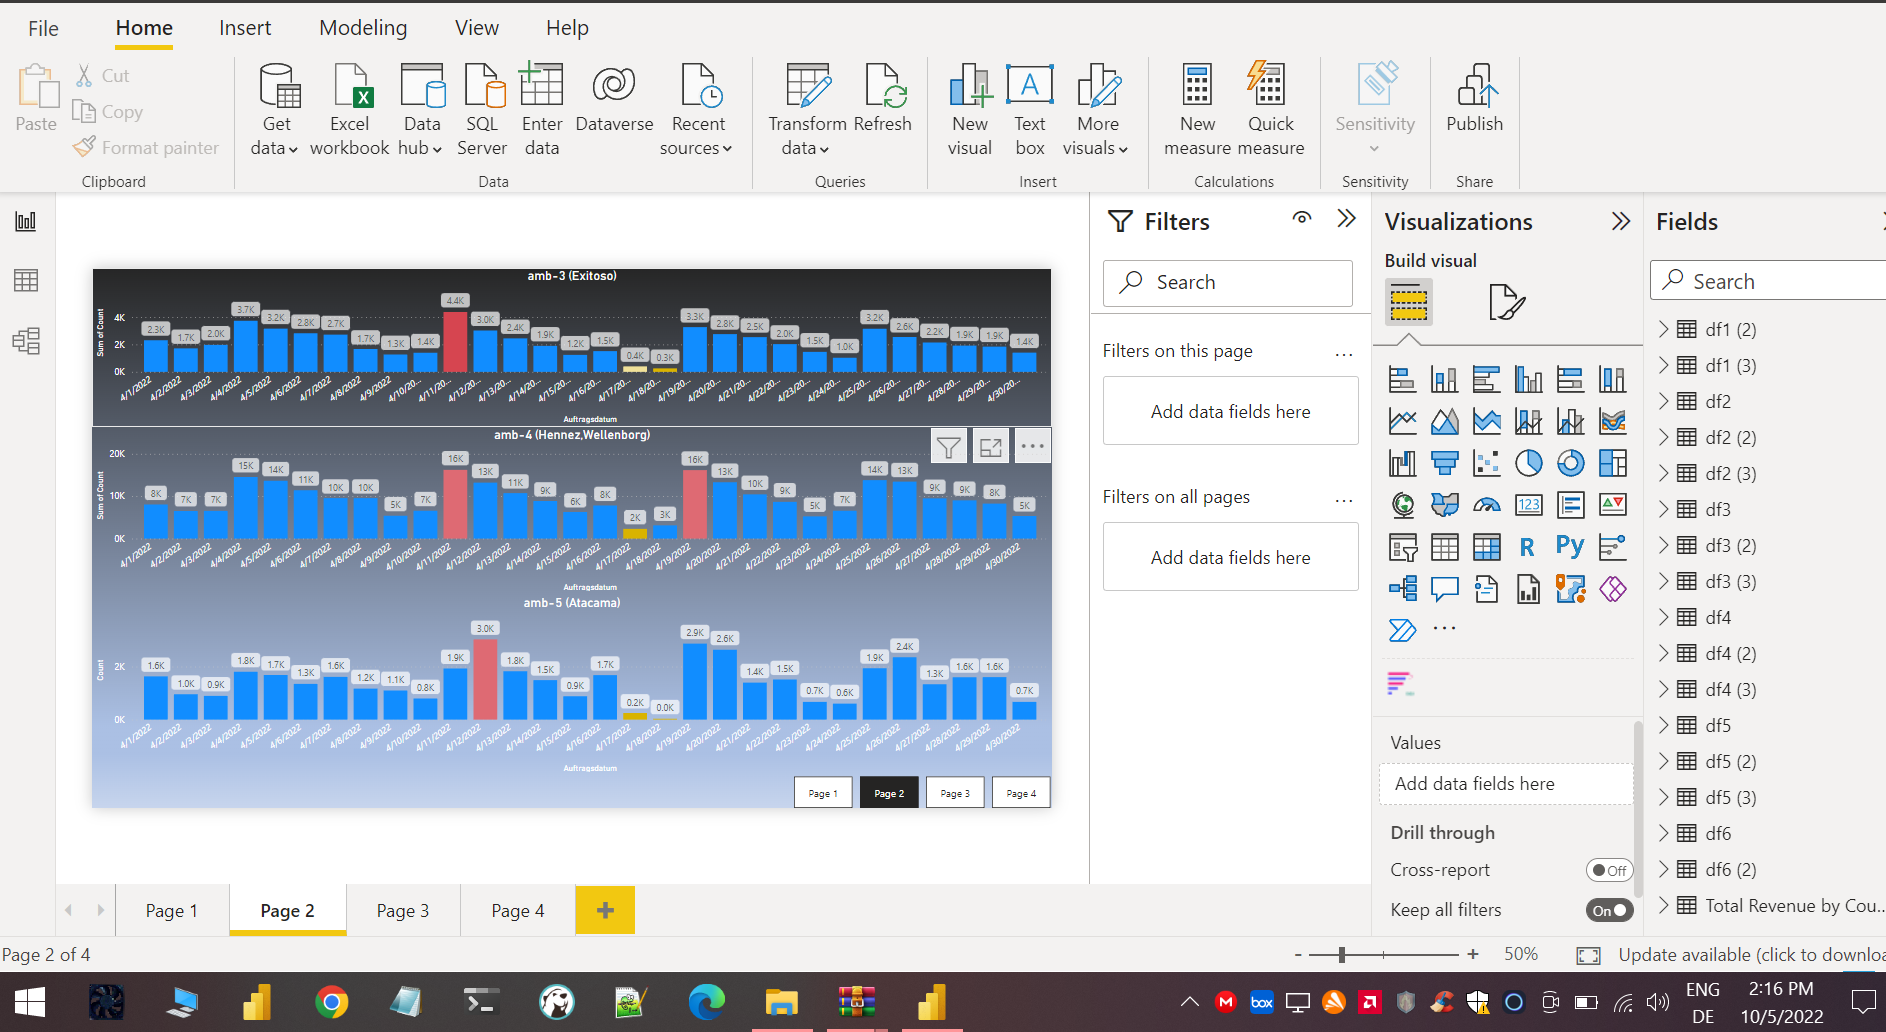 File Home Insert Modeling View Help
Paste
Cut
Copy
Format painter
Clipboard
Get data
Excel workbook
Data hub
SQL Server
Enter data
Dataverse
Recent sources
Data
Transform data
Refresh
Queries
New visual
A
Text box
More visuals
Insert
New measure
Quick measure
Calculations
Sensitivity
Sensitivity
Publish
Share
amb-3 (Exitoso)
Sum of Count
4K
2K
0K
2.3K 1.7K 2.0K 3.7K 3.2K 2.8K 2.7K 1.7K 1.3K 1.4K 4.4K 3.0K 2.4K 1.9K 1.2K 1.5K 0.4K 0.3K 3.3K 2.8K 2.5K 2.0K 1.5K 1.0K 3.2K 2.6K 2.2K 1.9K 1.9K 1.4K
4/1/2022 4/2/2022 4/3/2022 4/4/2022 4/5/2022 4/6/2022 4/7/2022 4/8/2022 4/9/2022 4/10/20... 4/11/20... 4/12/20... 4/13/20... 4/14/20... 4/15/20... 4/16/20... 4/17/20... 4/18/20... 4/19/20... 4/20/20... 4/21/20... 4/22/20... 4/23/20... 4/24/20... 4/25/20... 4/26/20... 4/27/20... 4/28/20... 4/29/20... 4/30/20...
Auftragsdatum
amb-4 (Hennez,Wellenborg)
Sum of Count
20K
10K
0K
8K 7K 7K 15K 14K 11K 10K 10K 5K 7K 16K 13K 11K 9K 6K 8K 2K 3K 16K 13K 10K 9K 5K 7K 14K 13K 9K 9K 8K 5K
4/1/2022 4/2/2022 4/3/2022 4/4/2022 4/5/2022 4/6/2022 4/7/2022 4/8/2022 4/9/2022 4/10/2022 4/11/2022 4/12/2022 4/13/2022 4/14/2022 4/15/2022 4/16/2022 4/17/2022 4/18/2022 4/19/2022 4/20/2022 4/21/2022 4/22/2022 4/23/2022 4/24/2022 4/25/2022 4/26/2022 4/27/2022 4/28/2022 4/29/2022 4/30/2022
Auftragsdatum
amb-5 (Atacama)
Count
2K
0K
1.6K 1.0K 0.9K 1.8K 1.7K 1.3K 1.6K 1.2K 1.1K 0.8K 1.9K 3.0K 1.8K 1.5K 0.9K 1.7K 0.2K 0.0K 2.9K 2.6K 1.4K 1.5K 0.7K 0.6K 1.9K 2.4K 1.3K 1.6K 1.6K 0.7K
4/1/2022 4/2/2022 4/3/2022 4/4/2022 4/5/2022 4/6/2022 4/7/2022 4/8/2022 4/9/2022 4/10/2022 4/11/2022 4/12/2022 4/13/2022 4/14/2022 4/15/2022 4/16/2022 4/17/2022 4/18/2022 4/19/2022 4/20/2022 4/21/2022 4/22/2022 4/23/2022 4/24/2022 4/25/2022 4/26/2022 4/27/2022 4/28/2022 4/29/2022 4/30/2022
Auftragsdatum
Page 1 Page 2 Page 3 Page 4
Filters
Search
Filters on this page
Add data fields here
Filters on all pages
Add data fields here
Visualizations
Build visual
123
R Py
Values
Add data fields here
Drill through
Cross-report Off
Keep all filters On
Fields
Search
df1 (2)
df1 (3)
df2
df2 (2)
df2 (3)
df3
df3 (2)
df3 (3)
df4
df4 (2)
df4 (3)
df5
df5 (2)
df5 (3)
df6
df6 (2)
Total Revenue by Cou...
Page 1 Page 2 Page 3 Page 4 +
Page 2 of 4
- + 50%
Update available (click to downloa
box
ENG
DE
2:16 PM
10/5/2022